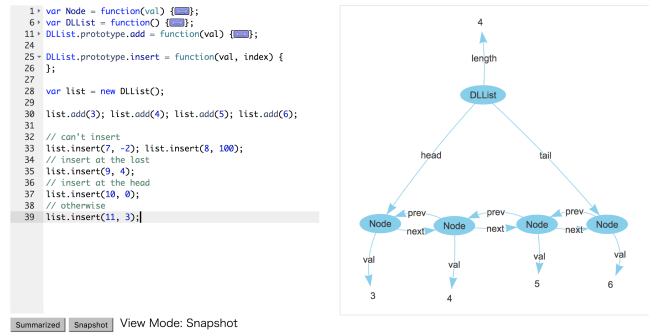 1 var Node = function(val) {
6 var DLList = function() {
11 DLList.prototype.add = function(val) {
24
25 DLList.prototype.insert = function(val, index) {
26 };
27
28 var list = new DLList();
29
30 list.add(3); list.add(4); list.add(5); list.add(6);
31
32 // can't insert
33 list.insert(7, -2); list.insert(8, 100);
34 // insert at the last
35 list.insert(9, 4);
36 // insert at the head
37 list.insert(10, 0);
38 // otherwise
39 list.insert(11, 3);
4
length
DLList
head tail
prev prev prev
Node Node Node Node
next next next
val val val val
3 4 5 6
Summarized Snapshot View Mode: Snapshot